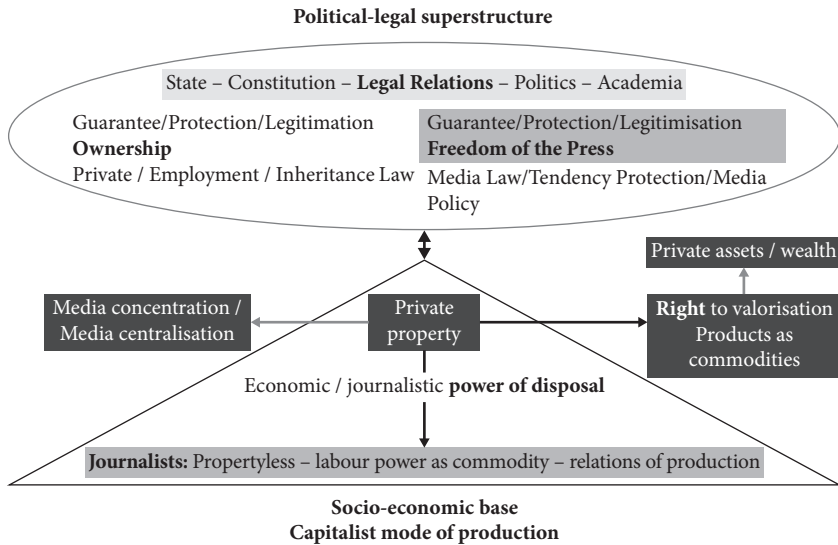 Political-legal superstructure
State – Constitution – Legal Relations – Politics – Academia
Guarantee/Protection/Legitimation
Ownership
Private / Employment / Inheritance Law
Guarantee/Protection/Legitimisation
Freedom of the Press
Media Law/Tendency Protection/Media
Policy
Private assets / wealth
Media concentration /
Media centralisation
Private
property
Right to valorisation
Products as
commodities
Economic / journalistic power of disposal
Journalists: Propertyless – labour power as commodity – relations of production
Socio-economic base
Capitalist mode of production